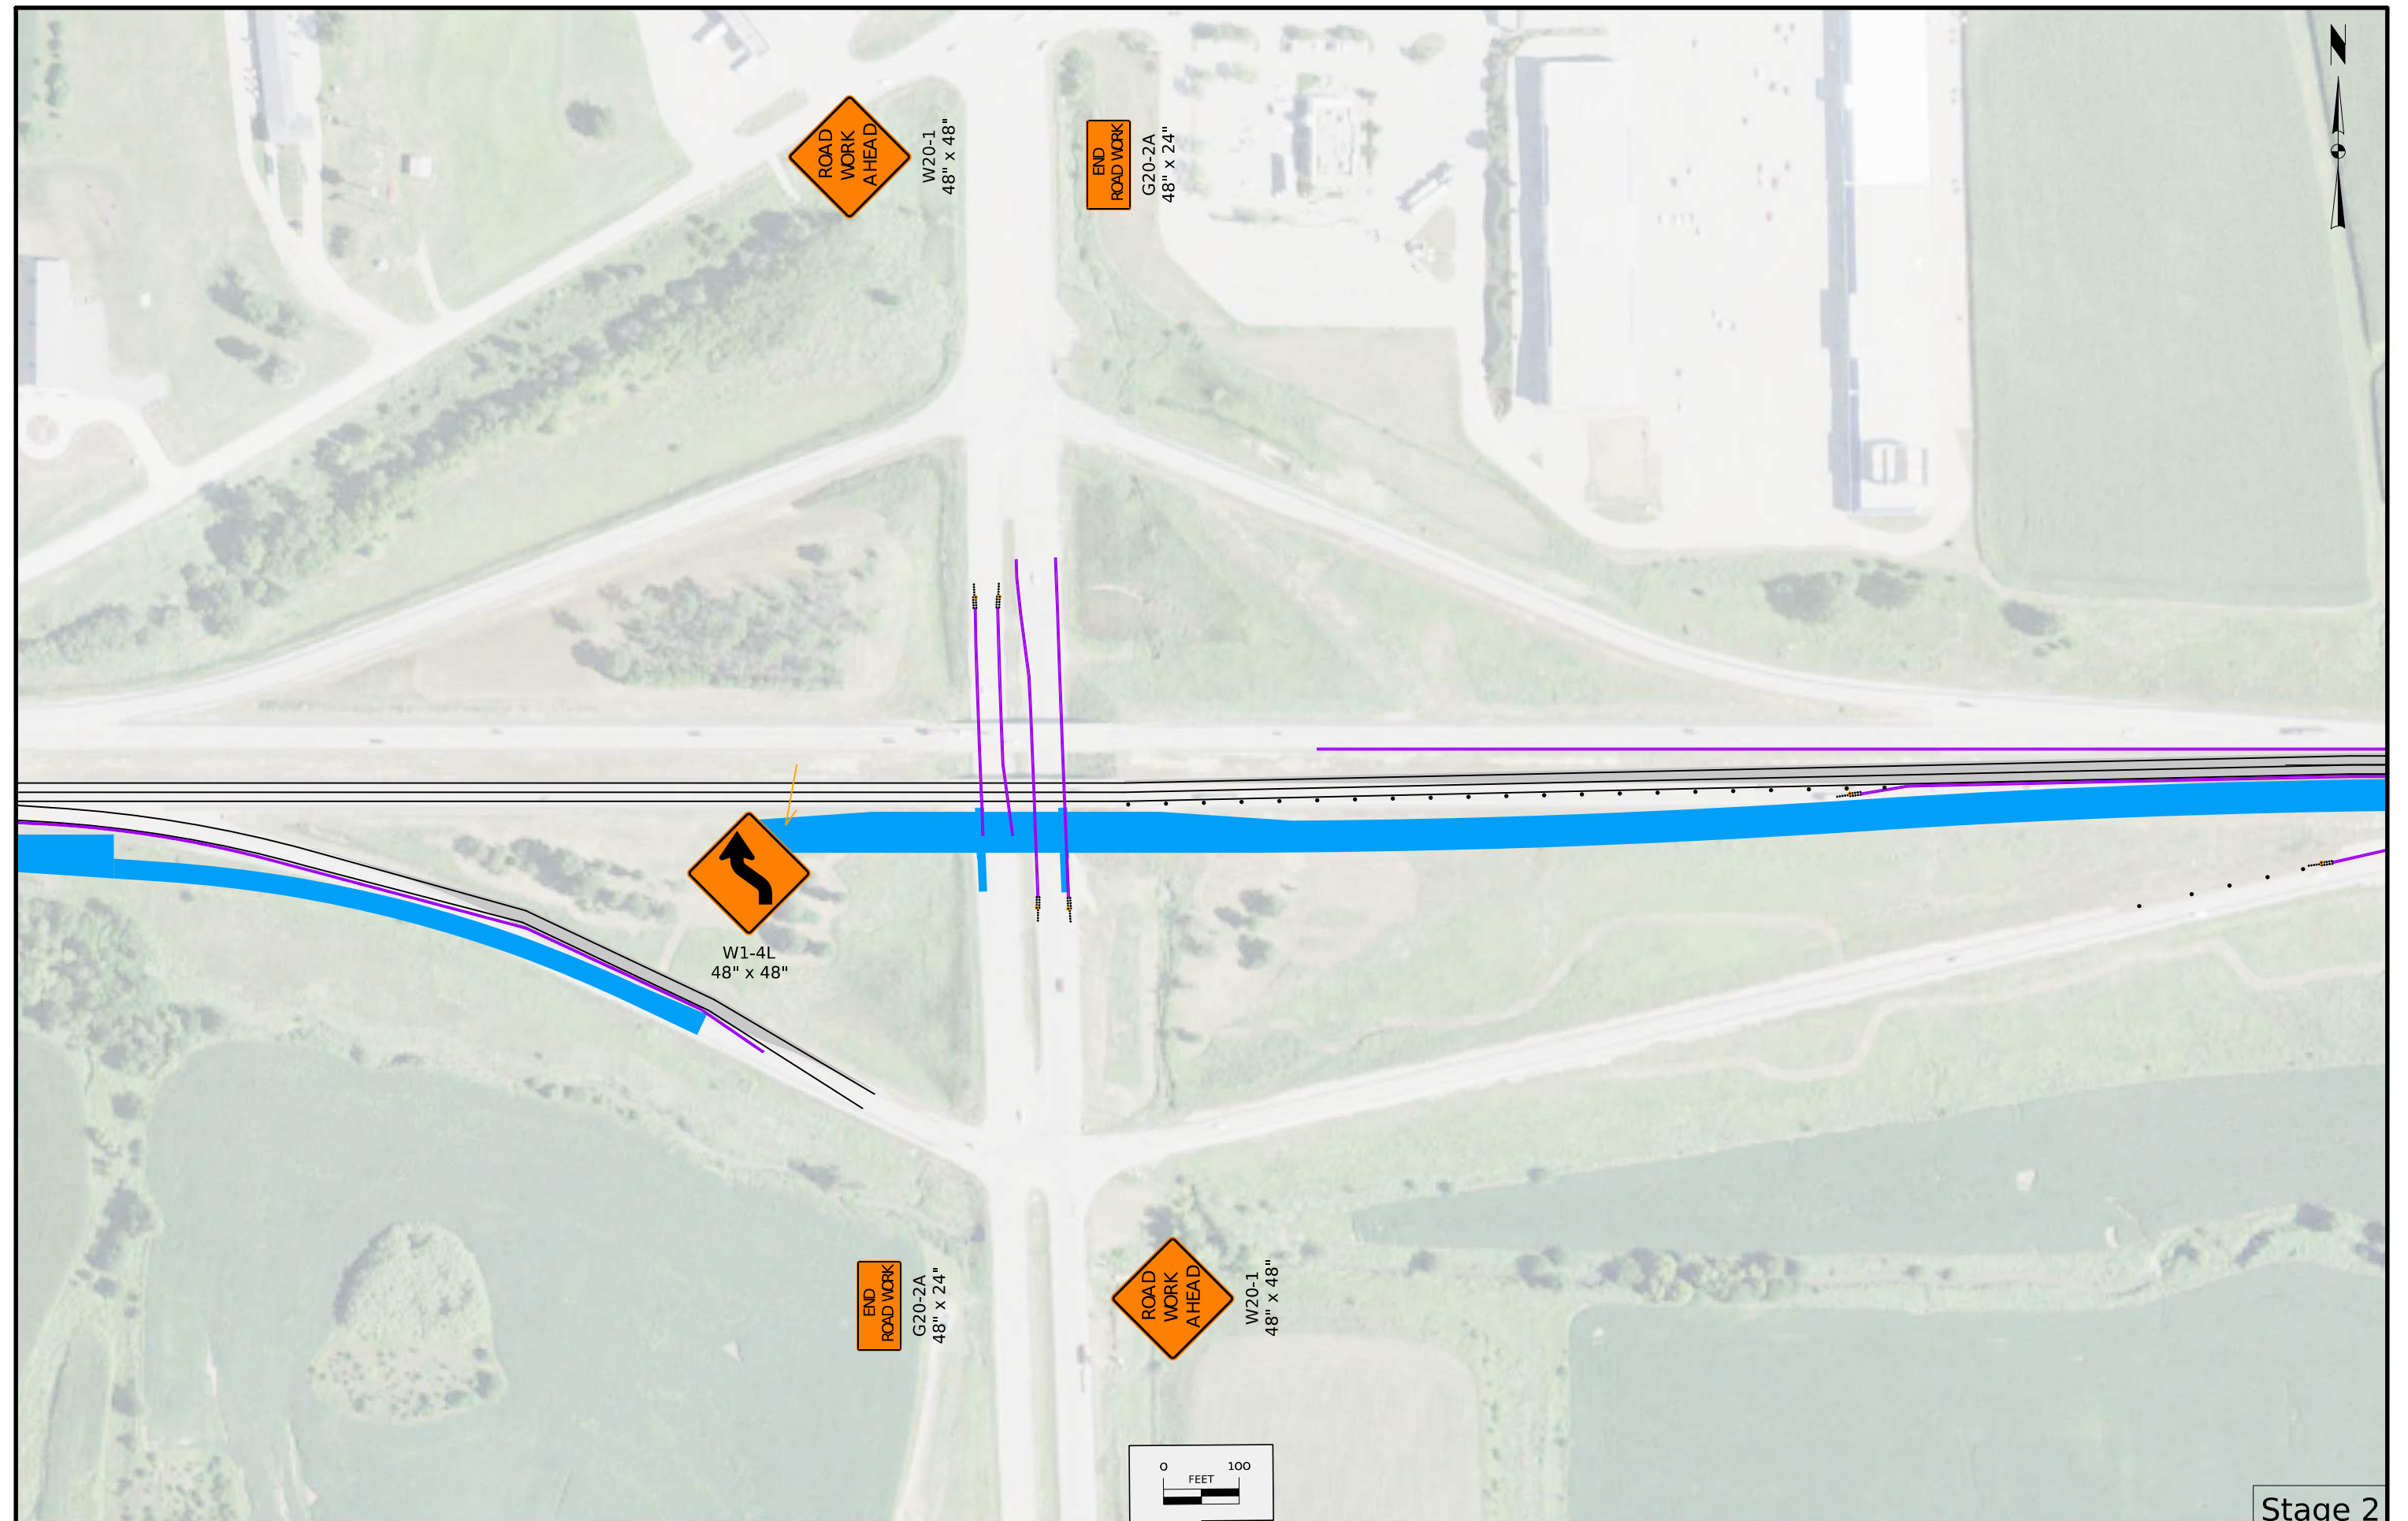 ROAD
WORK
AHEAD
W20-1
48" x 48"
END
ROAD WORK
G20-2A
48" x 24"
N
W1-4L
48" x 48"
END
ROAD WORK
G20-2A
48" x 24"
ROAD
WORK
AHEAD
W20-1
48" x 48"
0 100
FEET
Stage 2